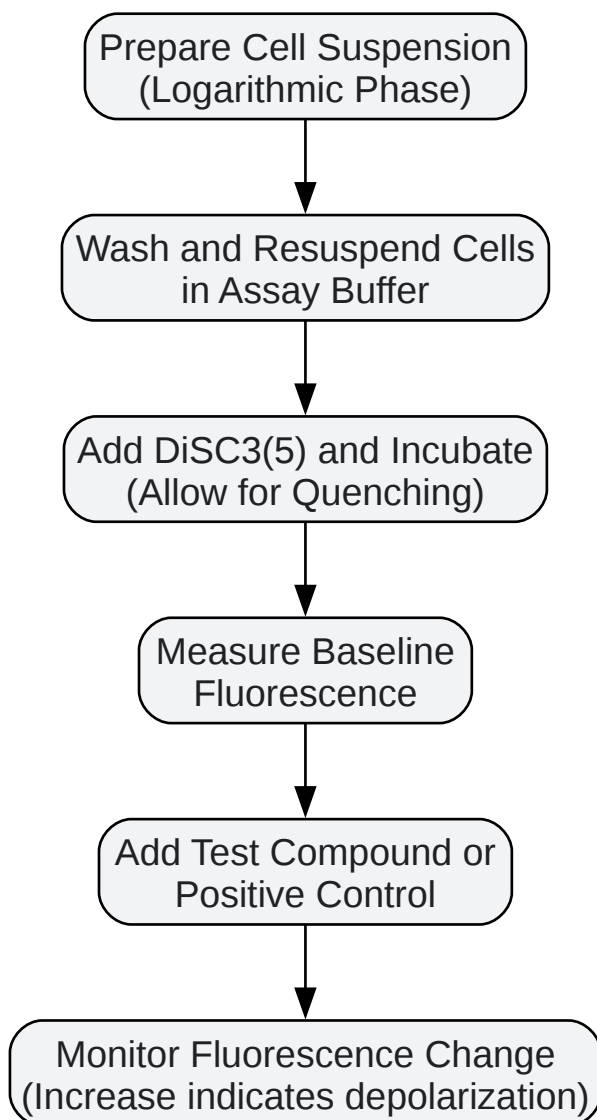 Prepare Cell Suspension
(Logarithmic Phase)
Wash and Resuspend Cells
in Assay Buffer
Add DiSC3(5) and Incubate
(Allow for Quenching)
Measure Baseline
Fluorescence
Add Test Compound or
Positive Control
Monitor Fluorescence Change
(Increase indicates depolarization)